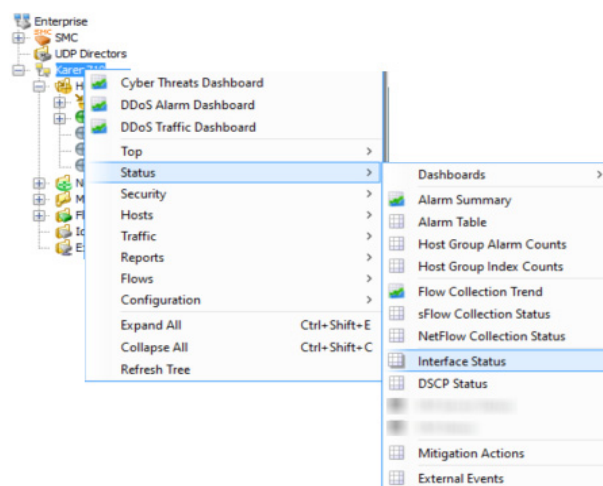 Enterprise
SMC
UDP Directors
Karen
H
N
M
Fl
Ic
E
Cyber Threats Dashboard
DDoS Alarm Dashboard
DDoS Traffic Dashboard
Top >
Status >
Security >
Hosts >
Traffic >
Reports >
Flows >
Configuration >
Expand All Ctrl+Shift+E
Collapse All Ctrl+Shift+C
Refresh Tree
Dashboards >
Alarm Summary
Alarm Table
Host Group Alarm Counts
Host Group Index Counts
Flow Collection Trend
sFlow Collection Status
NetFlow Collection Status
Interface Status
DSCP Status
Mitigation Actions
External Events